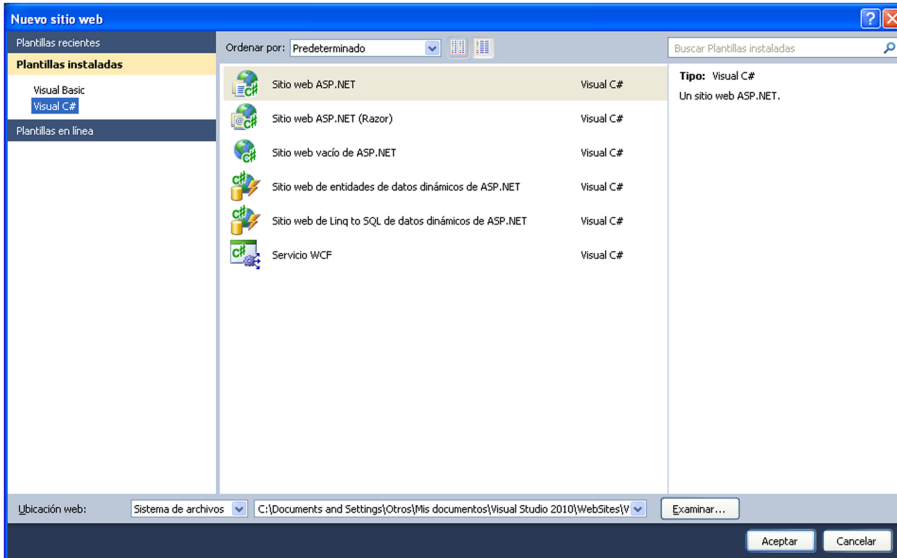 Nuevo sitio web
Plantillas recientes
Plantillas instaladas
Visual Basic
Visual C#
Plantillas en línea
Ordenar por: Predeterminado
Buscar Plantillas instaladas
Sitio web ASP.NET Visual C#
Sitio web ASP.NET (Razor) Visual C#
Sitio web vacío de ASP.NET Visual C#
Sitio web de entidades de datos dinámicos de ASP.NET Visual C#
Sitio web de Linq to SQL de datos dinámicos de ASP.NET Visual C#
Servicio WCF Visual C#
Tipo: Visual C#
Un sitio web ASP.NET.
Ubicación web: Sistema de archivos C:\Documents and Settings\Otros\Mis documentos\Visual Studio 2010\WebSites\V Examinar...
Aceptar Cancelar